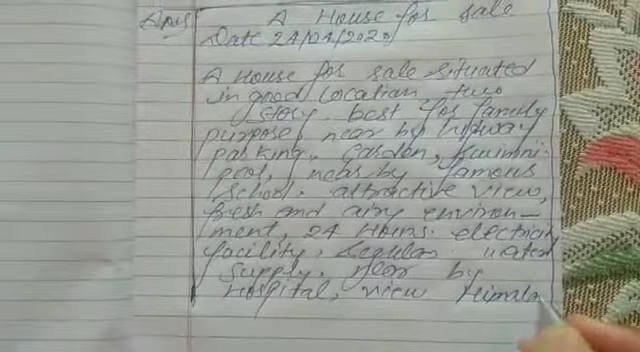 Ans
A House for sale
Date 24/04/2020
A House for sale situated
in good location two
story best for family
purpose, near by highway
parking, Garden, Swimmi-
pool, near by famous
School. attractive view,
fresh and airy environ-
ment, 24 Hours. electricity
facility, Regular water
supply, near by
Hospital, view Himala